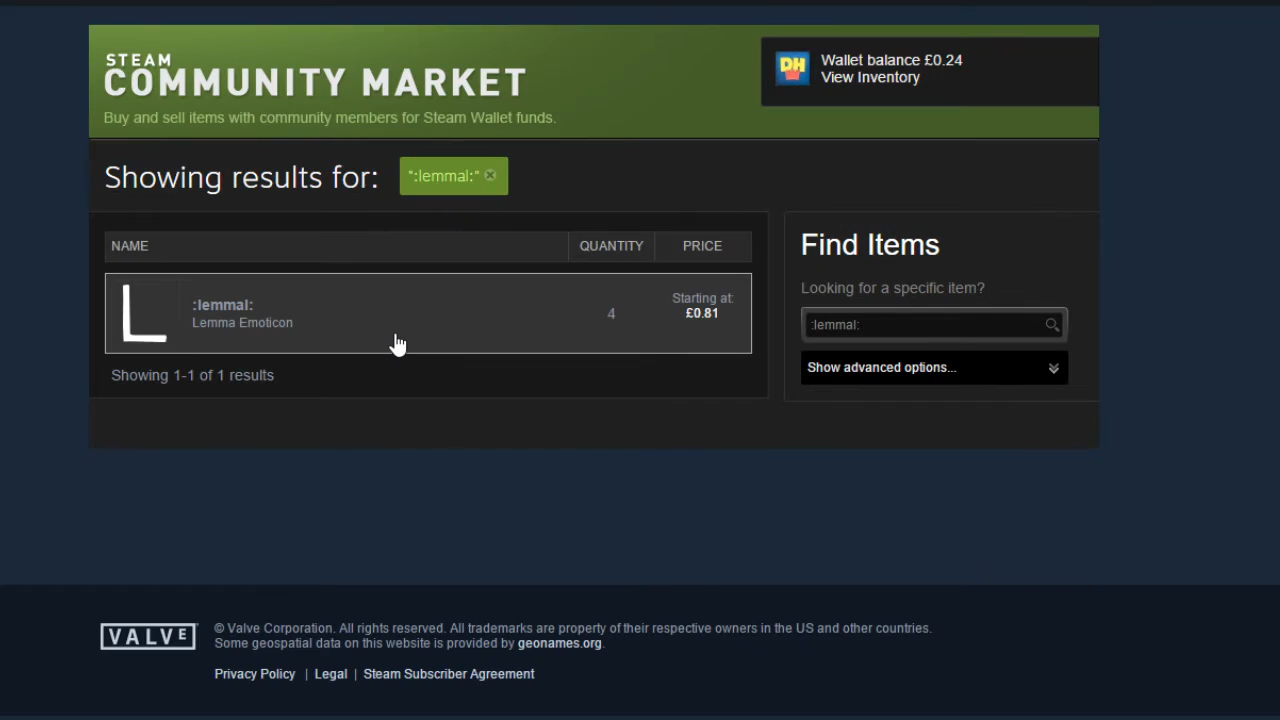 STEAM
COMMUNITY MARKET
Buy and sell items with community members for Steam Wallet funds.
DH
Wallet balance £0.24
View Inventory
Showing results for:
":lemmal:"
NAME
QUANTITY
PRICE
L
:lemmal:
Lemma Emoticon
4
Starting at:
£0.81
Showing 1-1 of 1 results
Find Items
Looking for a specific item?
:lemmal:
Show advanced options...
VALVE
© Valve Corporation. All rights reserved. All trademarks are property of their respective owners in the US and other countries.
Some geospatial data on this website is provided by geonames.org.
Privacy Policy | Legal | Steam Subscriber Agreement